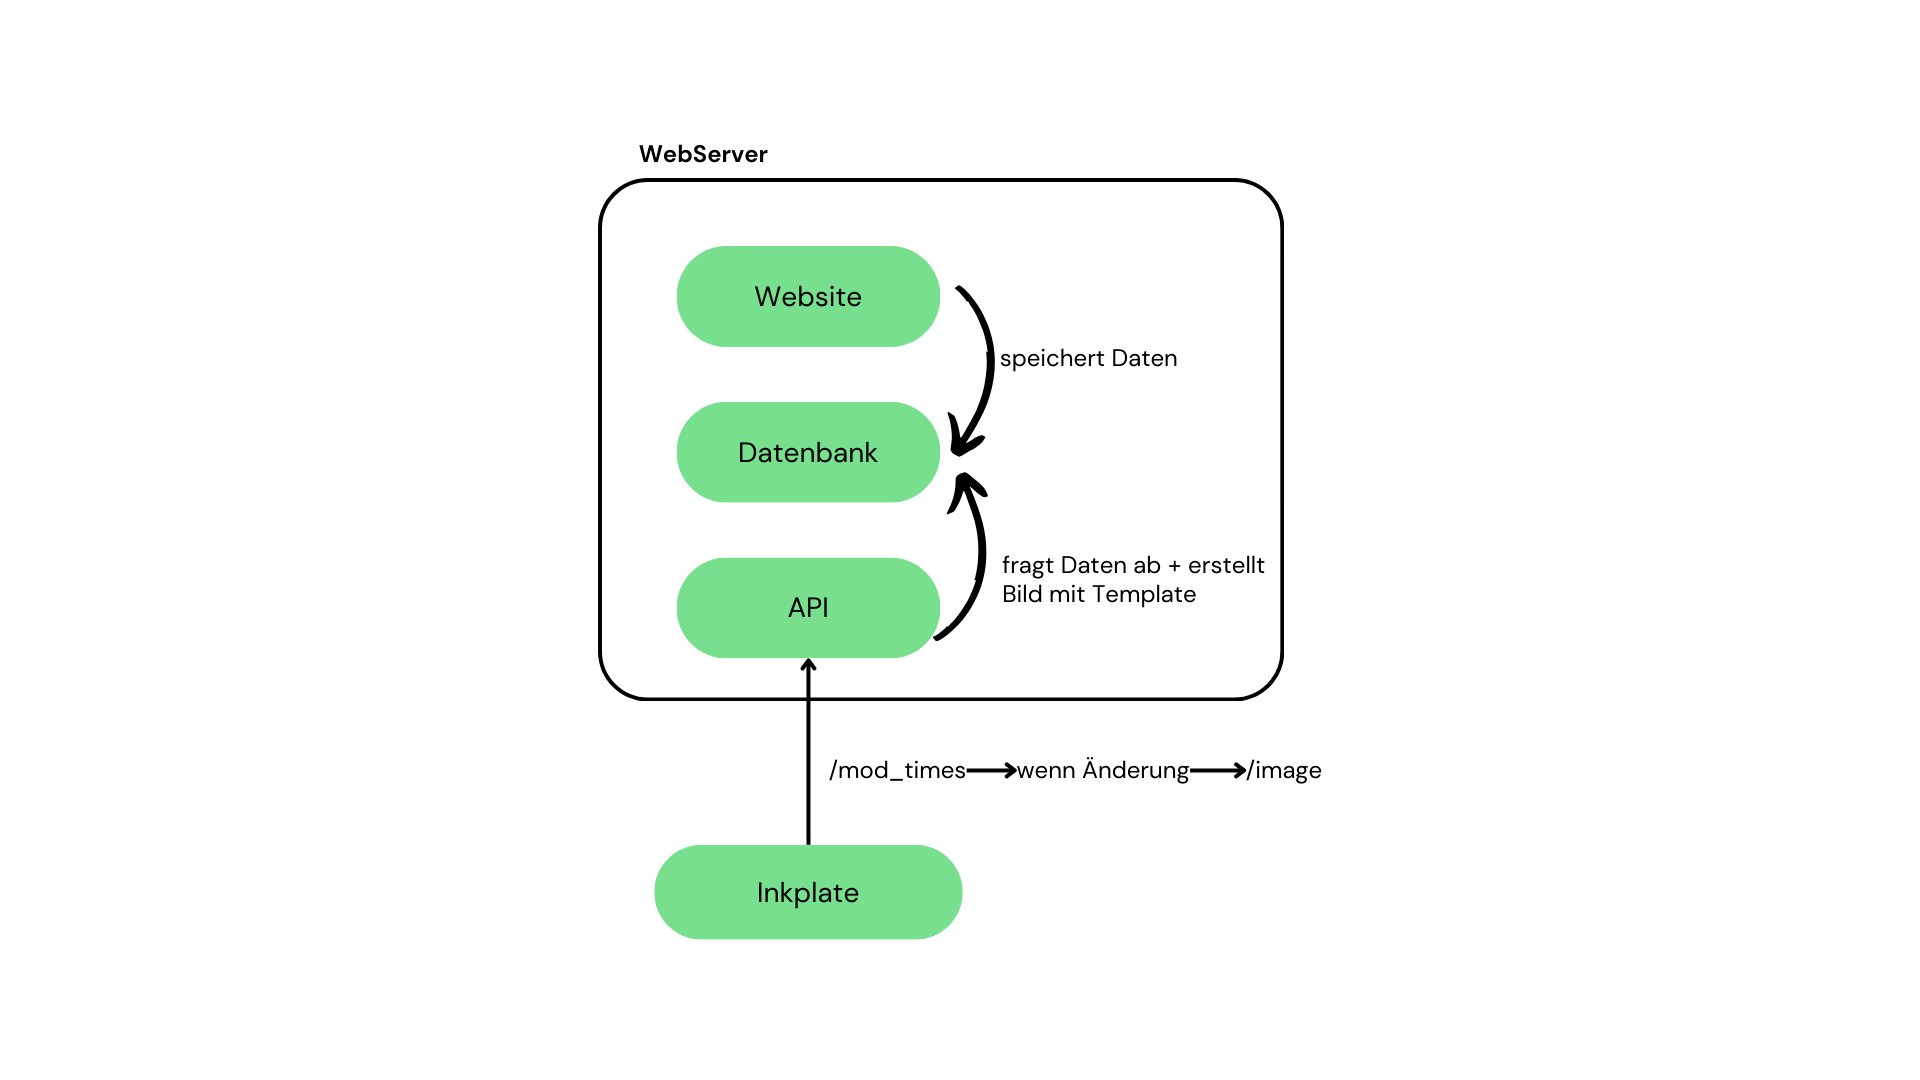 WebServer
Website
speichert Daten
Datenbank
fragt Daten ab + erstellt
Bild mit Template
API
/mod_times wenn Änderung /image
Inkplate